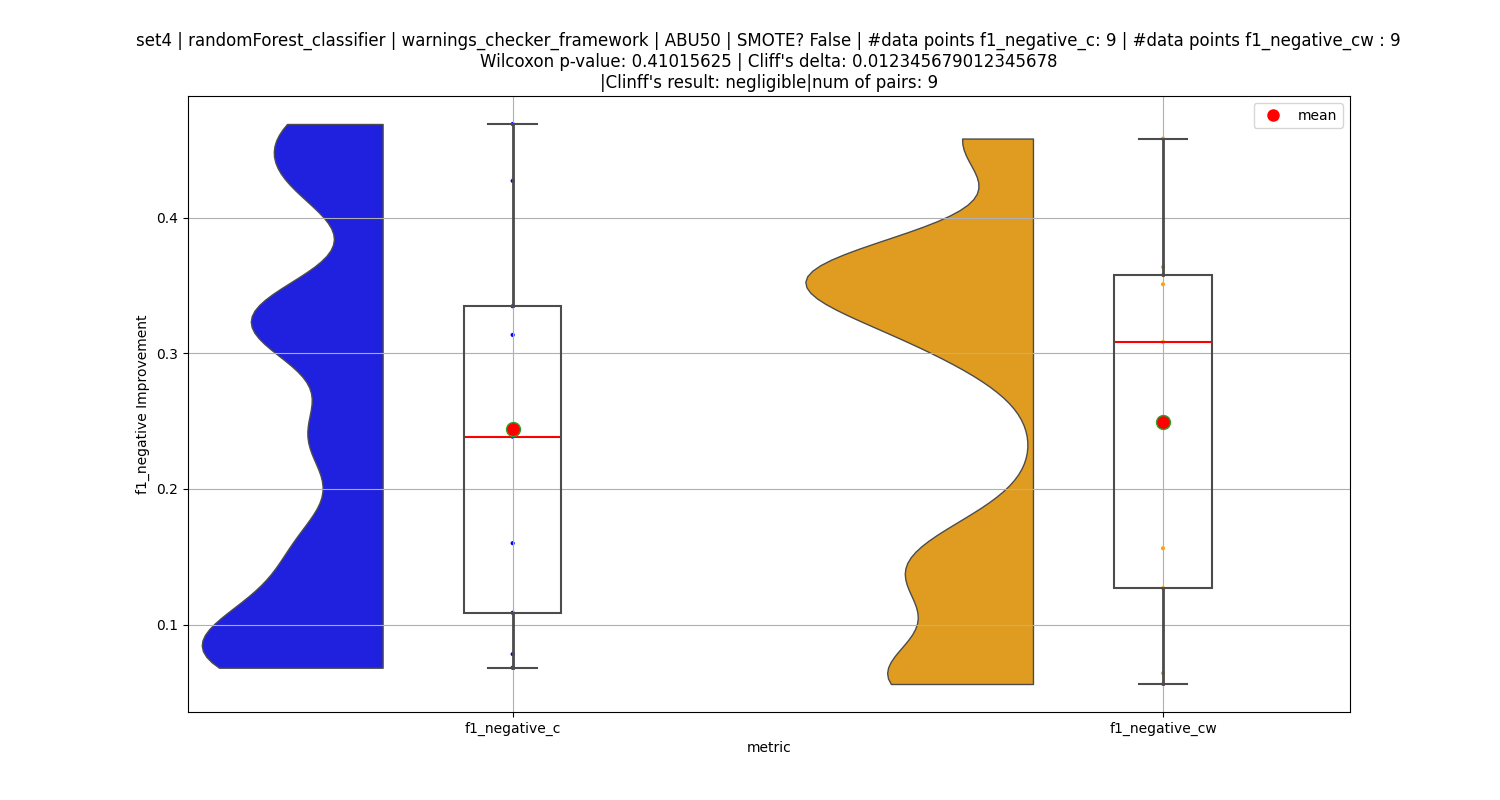 set4 | randomForest_classifier | warnings_checker_framework | ABU50 | SMOTE? False | #data points f1_negative_c: 9 | #data points f1_negative_cw : 9
Wilcoxon p-value: 0.41015625 | Cliff's delta: 0.012345679012345678
|Clinff's result: negligible|num of pairs: 9
mean
0.4
0.3
0.2
0.1
f1_negative Improvement
f1_negative_c
f1_negative_cw
metric